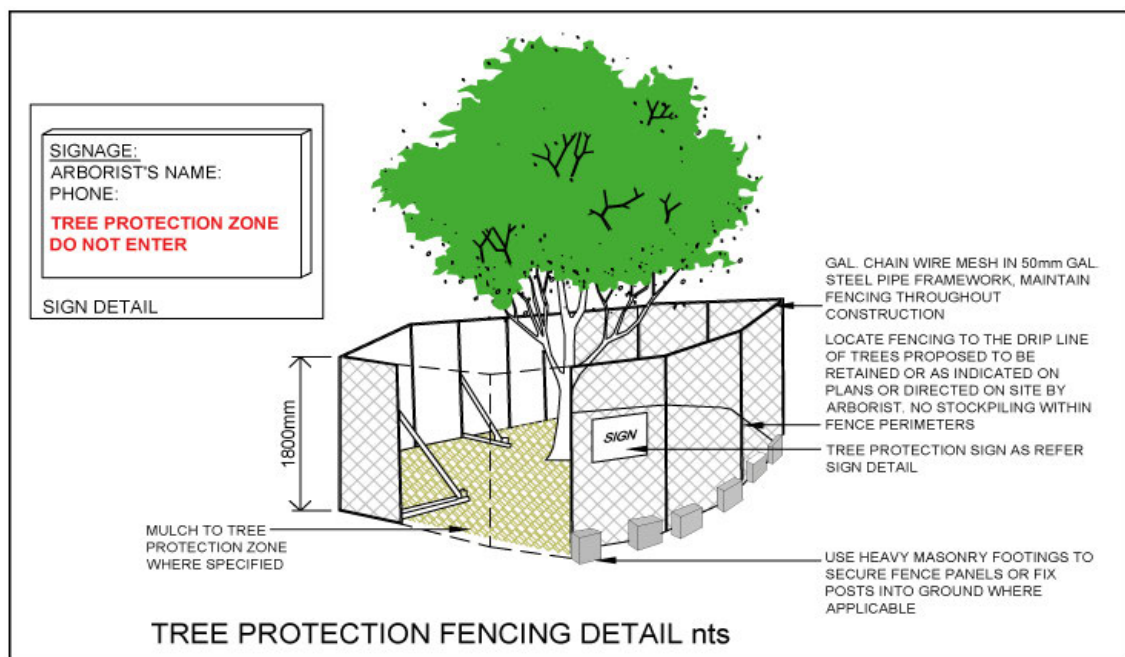 SIGNAGE:
ARBORIST'S NAME:
PHONE:
TREE PROTECTION ZONE
DO NOT ENTER
SIGN DETAIL
GAL. CHAIN WIRE MESH IN 50mm GAL.
STEEL PIPE FRAMEWORK, MAINTAIN
FENCING THROUGHOUT
CONSTRUCTION
LOCATE FENCING TO THE DRIP LINE
OF TREES PROPOSED TO BE
RETAINED OR AS INDICATED ON
PLANS OR DIRECTED ON SITE BY
ARBORIST. NO STOCKPILING WITHIN
FENCE PERIMETERS
SIGN
TREE PROTECTION SIGN AS REFER
SIGN DETAIL
1800mm
MULCH TO TREE
PROTECTION ZONE
WHERE SPECIFIED
USE HEAVY MASONRY FOOTINGS TO
SECURE FENCE PANELS OR FIX
POSTS INTO GROUND WHERE
APPLICABLE
TREE PROTECTION FENCING DETAIL nts